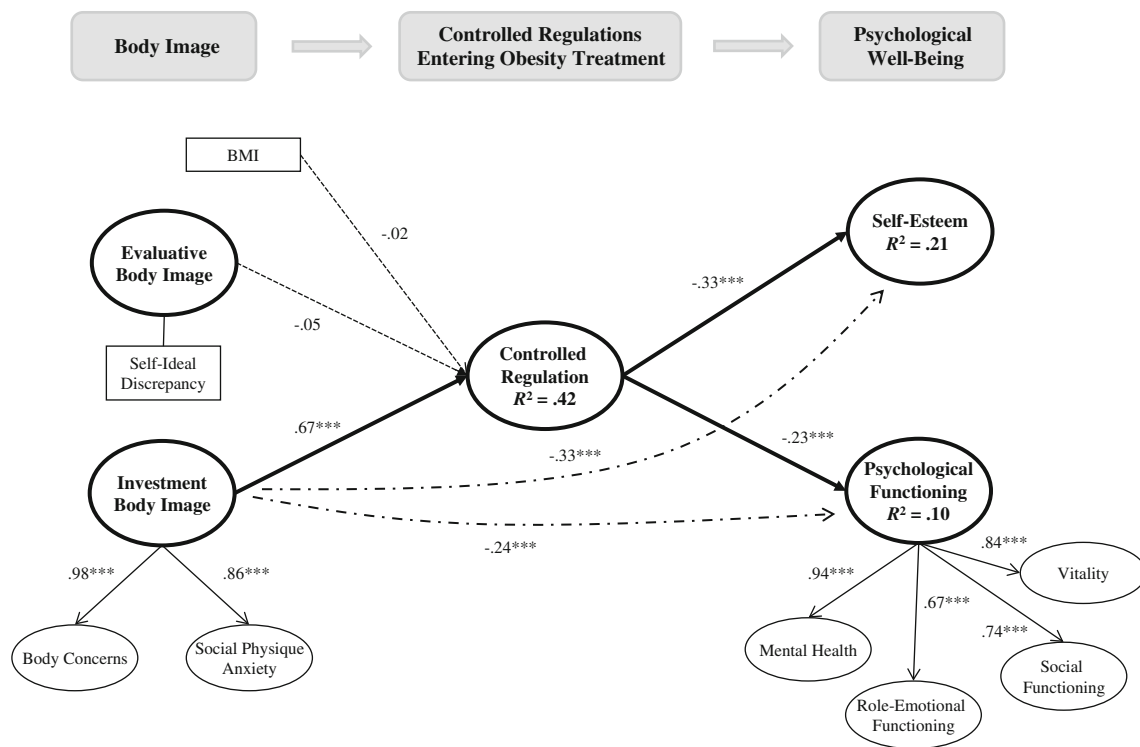 Body Image
Controlled Regulations
Entering Obesity Treatment
Psychological
Well-Being
BMI
-.02
Evaluative
Body Image
-.05
Self-Ideal
Discrepancy
Self-Esteem
R² = .21
-.33***
Controlled
Regulation
R² = .42
.67***
-.33***
-.23***
Investment
Body Image
Psychological
Functioning
R² = .10
-.24***
.98***
.86***
Body Concerns
Social Physique
Anxiety
.94***
.67***
.84***
.74***
Vitality
Mental Health
Role-Emotional
Functioning
Social
Functioning